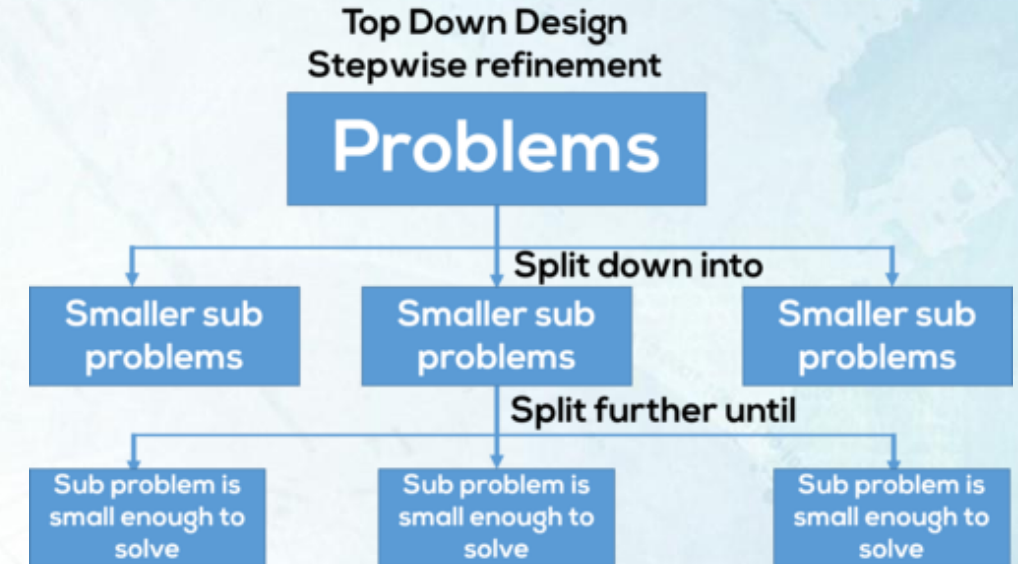 Top Down Design
Stepwise refinement
Problems
Split down into
Smaller sub
problems
Smaller sub
problems
Smaller sub
problems
Split further until
Sub problem is
small enough to
solve
Sub problem is
small enough to
solve
Sub problem is
small enough to
solve